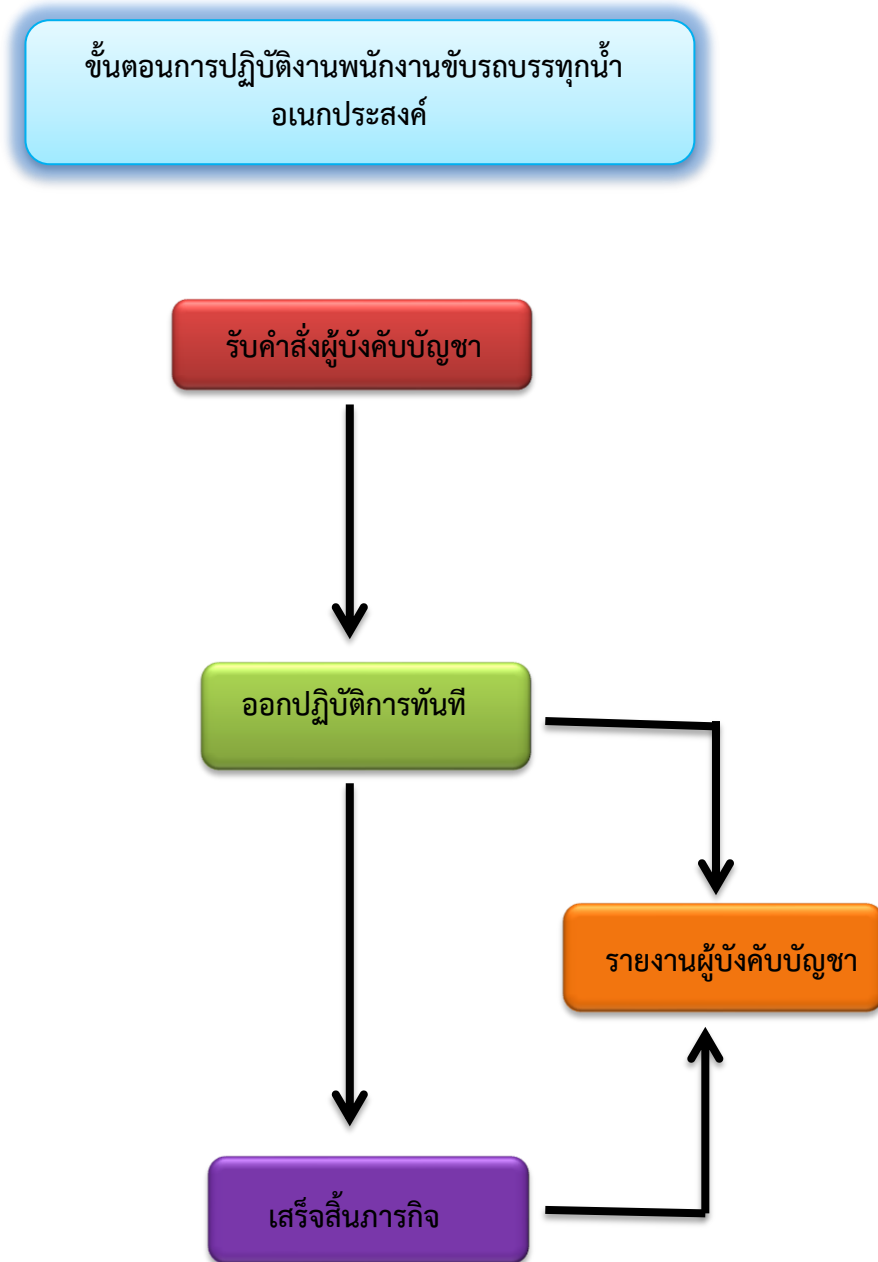 ขั้นตอนการปฏิบัติงานพนักงานขับรถบรรทุกน้ำ
อเนกประสงค์
รับคำสั่งผู้บังคับบัญชา
ออกปฏิบัติการทันที
รายงานผู้บังคับบัญชา
เสร็จสิ้นภารกิจ